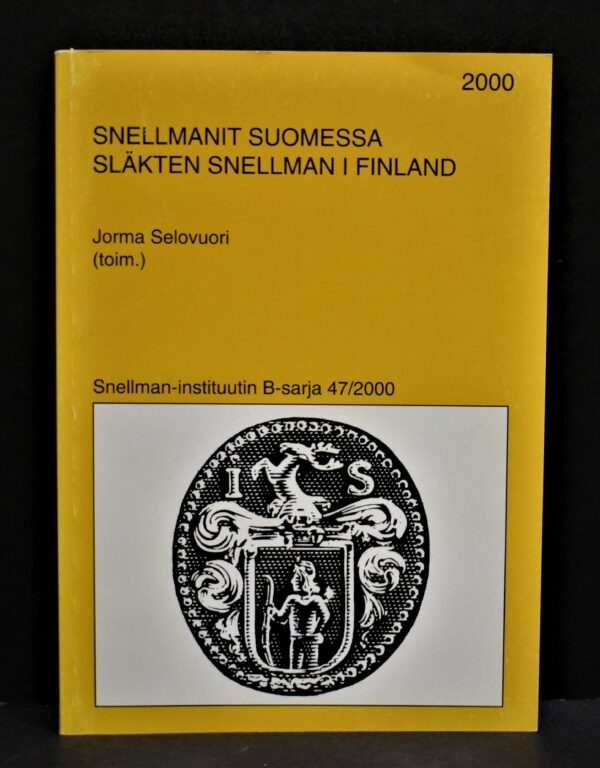 2000
SNELLMANIT SUOMESSA
SLÄKTEN SNELLMAN I FINLAND
Jorma Selovuori
(toim.)
Snellman-instituutin B-sarja 47/2000
I S